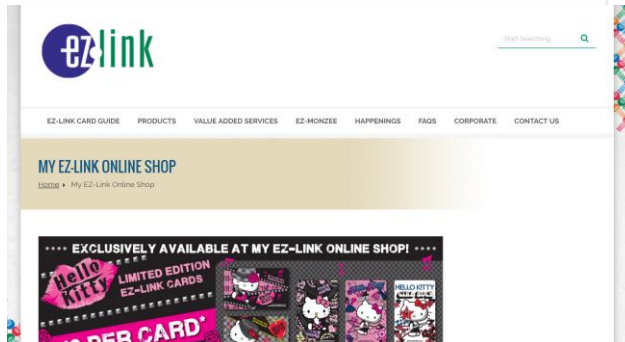 ez-link
Start Searching...
EZ-LINK CARD GUIDE PRODUCTS VALUE ADDED SERVICES EZ-MONZEE HAPPENINGS FAQS CORPORATE CONTACT US
MY EZ-LINK ONLINE SHOP
Home My EZ-Link Online Shop
EXCLUSIVELY AVAILABLE AT MY EZ-LINK ONLINE SHOP!
Hello
Kitty
LIMITED EDITION
EZ-LINK CARDS
PER CARD*
HELLO KITTY